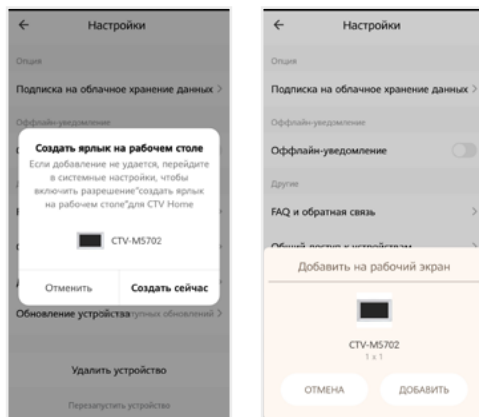 Настройки
Опция
Подписка на облачное хранение данных
Оффлайн-уведомление
Создать ярлык на рабочем столе
Если добавление не удается, перейдите
в системные настройки, чтобы
включить разрешение"создать ярлык
на рабочем столе"для CTV Home
CTV-M5702
Отменить Создать сейчас
Обновление устройства тупных обновлений
Удалить устройство
Перезапустить устройство
Настройки
Опция
Подписка на облачное хранение данных
Оффлайн-уведомление
Оффлайн-уведомление
Другие
FAQ и обратная связь
Общий доступ к устройствам
Добавить на рабочий экран
CTV-M5702
1 x 1
ОТМЕНА ДОБАВИТЬ